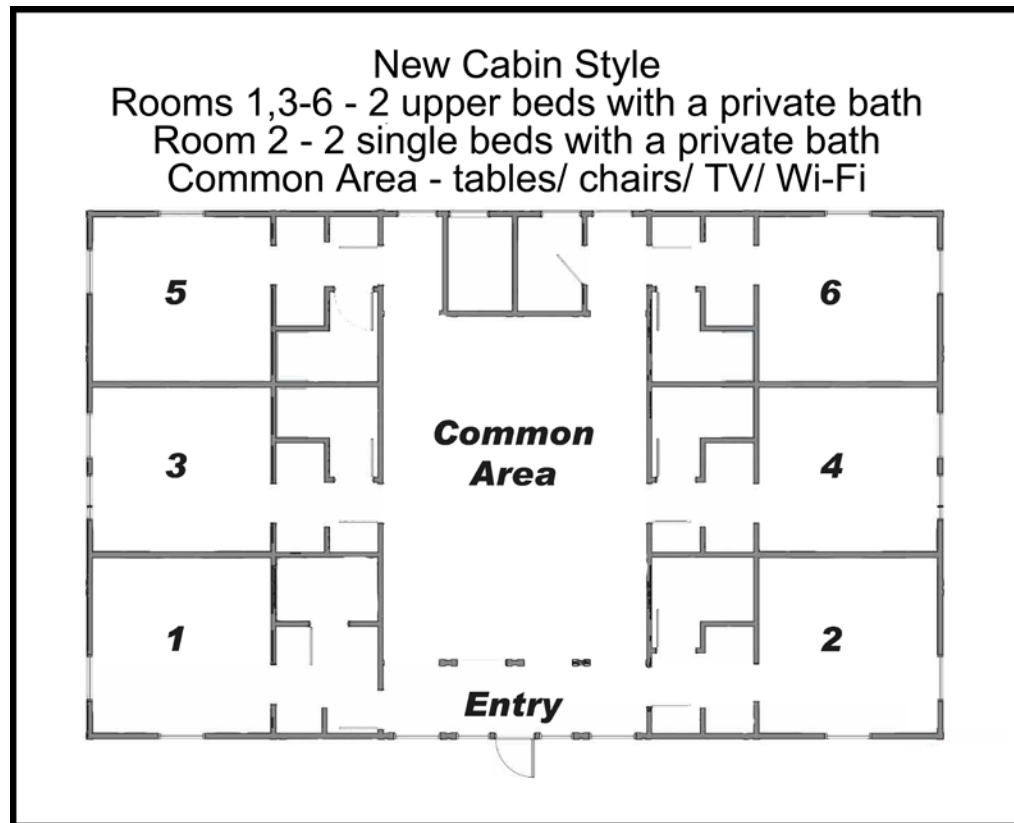 New Cabin Style
Rooms 1,3-6 - 2 upper beds with a private bath
Room 2 - 2 single beds with a private bath
Common Area - tables/ chairs/ TV/ Wi-Fi
5
6
3
Common
Area
4
1
2
Entry